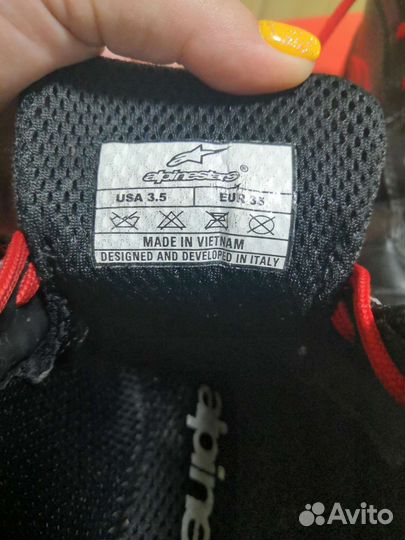 alpinestars®
USA 3.5 EUR 35
MADE IN VIETNAM
DESIGNED AND DEVELOPED IN ITALY
alpine
Avito